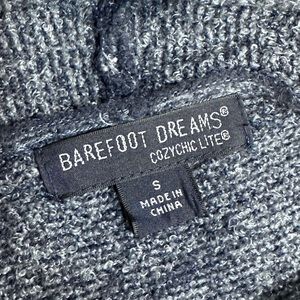 BAREFOOT DREAMS®
COZYCHIC LITE®
S
MADE IN
CHINA